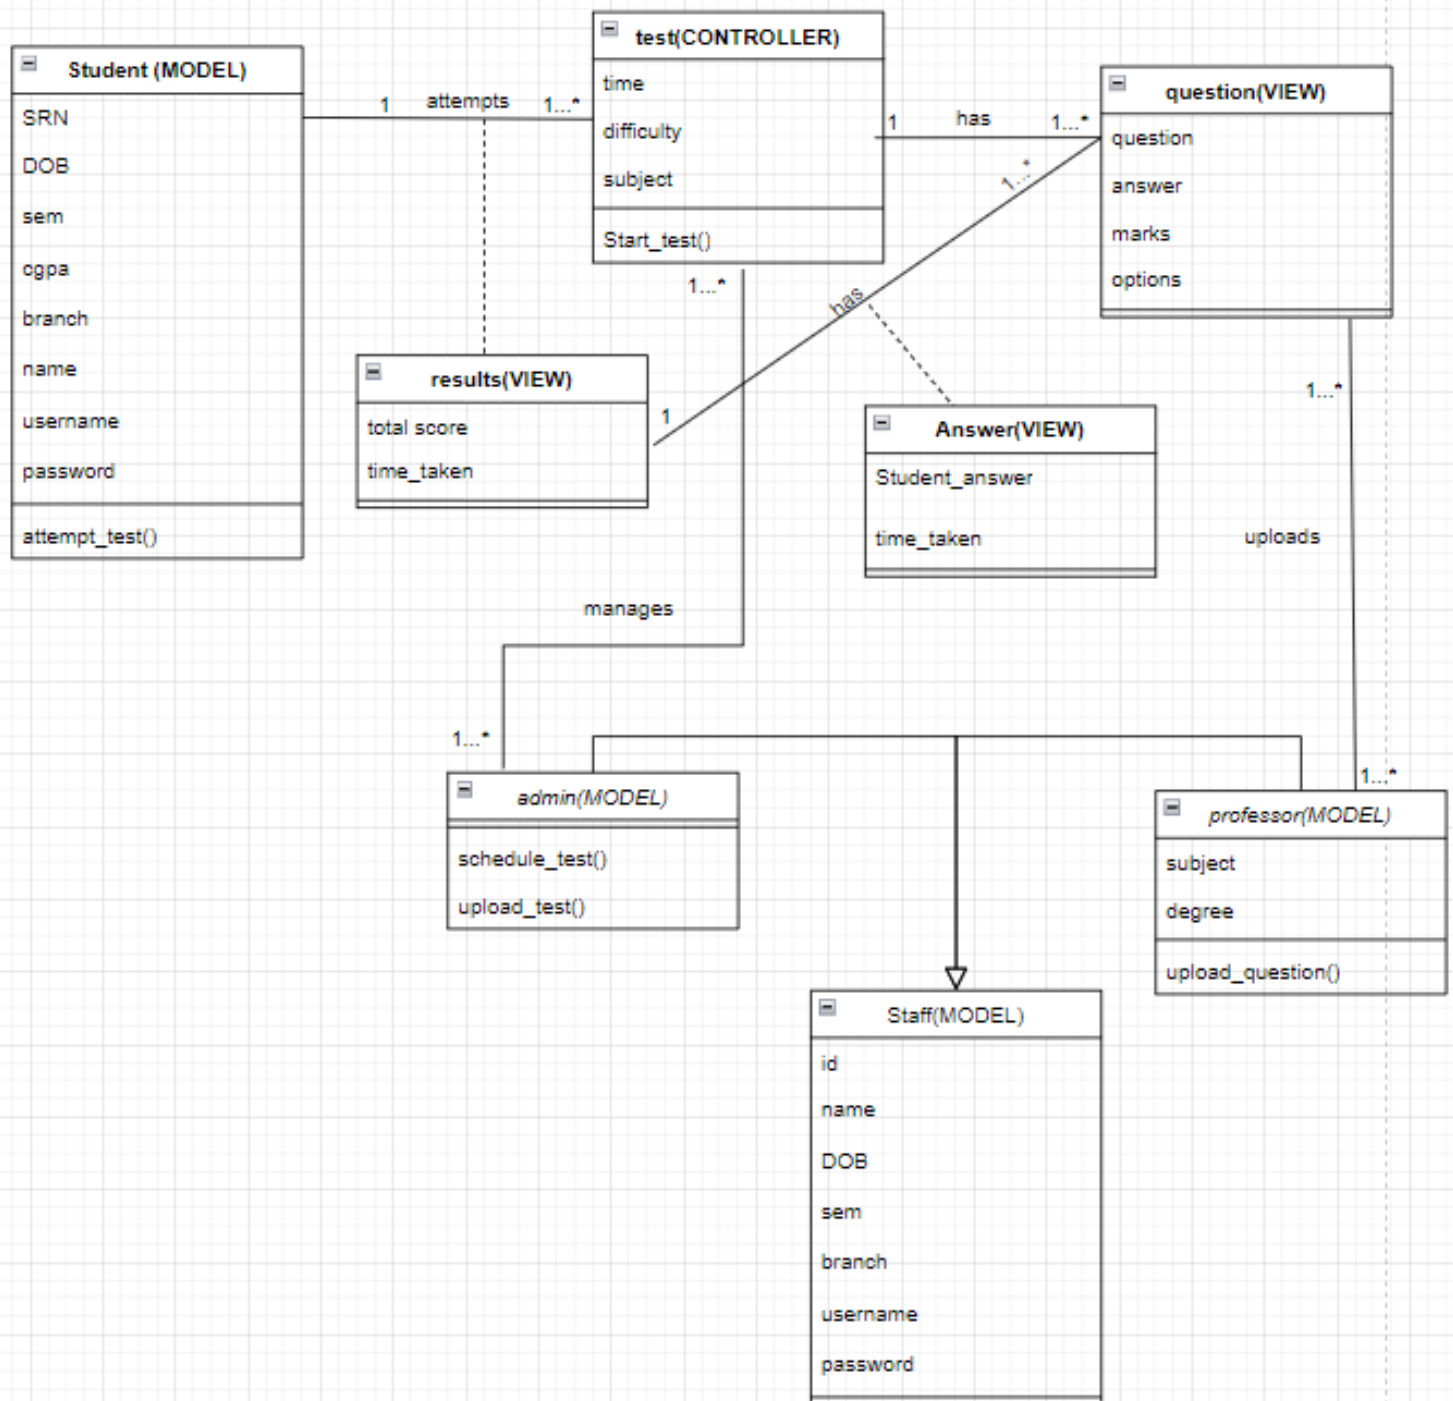 Student (MODEL)
SRN
DOB
sem
cgpa
branch
name
username
password
attempt_test()
1
attempts
1...*
test(CONTROLLER)
time
difficulty
subject
Start_test()
1
has
1...*
question(VIEW)
question
answer
marks
options
1...*
has
1
results(VIEW)
total score
time_taken
Answer(VIEW)
Student_answer
time_taken
1...*
manages
1...*
1...*
uploads
1...*
admin(MODEL)
schedule_test()
upload_test()
professor(MODEL)
subject
degree
upload_question()
Staff(MODEL)
id
name
DOB
sem
branch
username
password